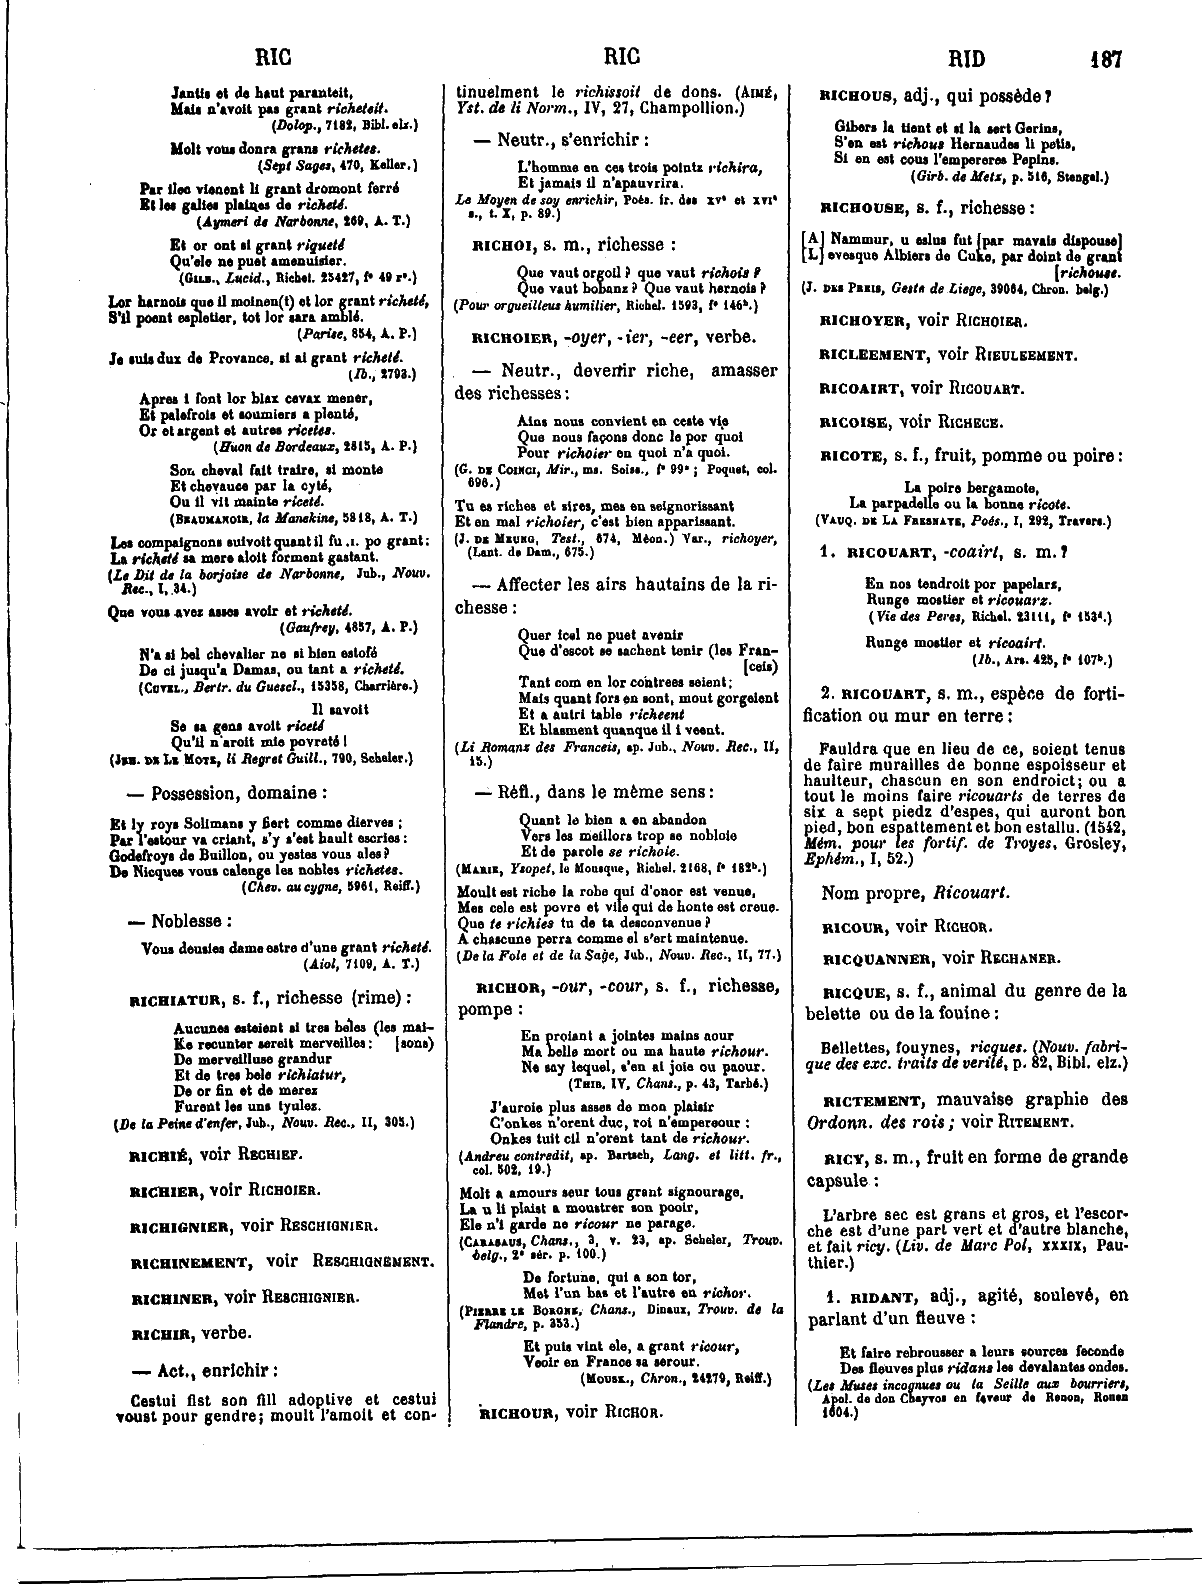 RIC
RIC
RID
187
Jantis et de haut paranteit,
Mais n'avoit pas grant richeteit.
(Dolop., 7182, Bibl. elz.)
Molt vous donra grans richetes.
(Sept Sages, 470, Keller.)
Par ilec vienent li grant dromont ferré
Et les galies plaines de richeté.
(Aymeri de Narbonne, 269, A. T.)
Et or ont si grant riqueté
Qu'ele ne puet amenuisier.
(GILB., Lucid., Richel. 25427, f° 49 r°.)
Lor harnois que il moinen(t) et lor grant richeté,
S'il poent espletier, tot lor sara amblé.
(Parise, 854, A. P.)
Je suis dux de Provance, si ai grant richeté.
(Ib., 2793.)
Apres i font lor biax cevax mener,
Et palefrois et soumiers a plenté,
Or et argent et autres ricetes.
(Huon de Bordeaux, 2815, A. P.)
Son cheval fait traire, si monte
Et chevauce par la cyté,
Ou il vit mainte riceté.
(BEAUMANOIR, la Manekine, 5818, A. T.)
Les compaignons suivoit quant il fu .i. po grant:
La richeté sa mere aloit forment gastant.
(Le Dit de la borjoise de Narbonne, Jub., Nouv.
Rec., I, 34.)
Que vous avez asses avoir et richeté.
(Gaufrey, 4857, A. P.)
N'a si bel chevalier ne si bien estofé
De ci jusqu'a Damas, ou tant a richeté.
(CUVEL., Bertr. du Guescl., 15358, Charrière.)
Il savoit
Se sa gens avoit riceté
Qu'il n'aroit mie povreté!
(JEH. DE LE MOTE, li Regret Guill., 790, Scheler.)
— Possession, domaine :
Et ly roys Solimans y fiert comme dierves ;
Par l'estour va criant, s'y s'est hault escries :
Godefroys de Buillon, ou yestes vous ales?
De Nicques vous calenge les nobles richetes.
(Chev. au cygne, 5961, Reiff.)
— Noblesse :
Vous deusies dame estre d'une grant richeté.
(Aiol, 7109, A. T.)
RICHIATUR, s. f., richesse (rime) :
Aucunes esteient si tres beles (les mai-
Ke recunter sereit merveilles : [sons)
De merveilluse grandur
Et de tres bele richiatur,
De or fin et de merez
Furent les uns tyulez.
(De la Peine d'enfer, Jub., Nouv. Rec., II, 305.)
RICHIÉ, voir RECHIEF.
RICHIER, voir RICHOIER.
RICHIGNIER, voir RESCHIGNIER.
RICHINEMENT, voir RESCHIGNEMENT.
RICHINER, voir RESCHIGNIER.
RICHIR, verbe.
— Act., enrichir :
Cestui fist son fill adoptive et cestui
voust pour gendre; moult l'amoit et con-
tinuelment le richissoit de dons. (AIMÉ,
Yst. de li Norm., IV, 27, Champollion.)
— Neutr., s'enrichir :
L'homme en ces trois pointz richira,
Et jamais il n'apauvrira.
Le Moyen de soy enrichir, Poés. fr. des XVe et XVIe
s., t. X, p. 89.)
RICHOI, s. m., richesse :
Que vaut orgoil? que vaut richois?
Que vaut bobanz? Que vaut hernois?
(Pour orgueilleus humilier, Richel. 1593, f° 146b.)
RICHOIER, -oyer, -ier, -eer, verbe.
— Neutr., devenir riche, amasser
des richesses :
Ains nous convient en ceste vie
Que nous façons donc le por quoi
Pour richoier en quoi n'a quoi.
(G. DE COINCI, Mir., ms. Soiss., f° 99a ; Poquet, col.
696.)
Tu es riches et sires, mes en seignorissant
Et en mal richoier, c'est bien apparissant.
(J. DE MEUNG, Test., 674, Méon.) Var., richoyer,
(Lant. de Dam., 675.)
— Affecter les airs hautains de la ri-
chesse :
Quer icel ne puet avenir
Que d'escot se sachent tenir (les Fran-
[ceis)
Tant com en lor contrees seient;
Mais quant fors en sont, mout gorgeient
Et a autri table richeent
Et blasment quanque il i veent.
(Li Romanz des Franceis, ap. Jub., Nouv. Rec., II,
15.)
— Réfl., dans le même sens :
Quant le bien a en abandon
Vers les meillors trop se nobloie
Et de parole se richoie.
(MARIE, Ysopet, le Mousque, Richel. 2168, f° 182b.)
Moult est riche la robe qui d'onor est venue,
Mes cele est povre et vile qui de honte est creue.
Que te richies tu de ta desconvenue?
A chascune perra comme el s'ert maintenue.
(De la Fole et de la Sage, Jub., Nouv. Rec., II, 77.)
RICHOR, -our, -cour, s. f., richesse,
pompe :
En proiant a jointes mains aour
Ma belle mort ou ma haute richour.
Ne say lequel, s'en ai joie ou paour.
(THIB. IV, Chans., p. 43, Tarbé.)
J'auroie plus asses de mon plaisir
C'onkes n'orent duc, roi n'empereour :
Onkes tuit cil n'orent tant de richour.
(Andreu contredit, ap. Bartsch, Lang. et litt. fr.,
col. 502, 19.)
Molt a amours seur tous grant signourage,
La u li plaist a moustrer son pooir,
Ele n'i garde ne ricour ne parage.
(CARASAUS, Chans., 3, v. 23, ap. Scheler, Trouv.
belg., 2e sér. p. 100.)
De fortune, qui a son tor,
Met l'un bas et l'autre en richor.
(PIERRE LE BORGNE, Chans., Dinaux, Trouv. de la
Flandre, p. 353.)
Et puis vint ele, a grant ricour,
Veoir en France sa serour.
(MOUSK., Chron., 24279, Reiff.)
RICHOUR, voir RICHOR.
RICHOUS, adj., qui possède?
Gibers la tient et si la sert Gerins,
S'en est richous Hernaudes li petis,
Si en est cous l'empereres Pepins.
(Girb. de Metz, p. 516, Stengel.)
RICHOUSE, s. f., richesse :
[A] Nammur, u eslus fut [par mavais dispouse]
[L] evesque Albiers de Cuke, par doint de grant
[richouse.
(J. DES PREIS, Geste de Liege, 39064, Chron. belg.)
RICHOYER, voir RICHOIER.
RICLEEMENT, voir RIEULEEMENT.
RICOAIRT, voir RICOUART.
RICOISE, voir RICHECE.
RICOTE, s. f., fruit, pomme ou poire :
La poire bergamote,
La parpadelle ou la bonne ricote.
(VAUQ. DE LA FRESNAYE, Poés., I, 292, Travers.)
1. RICOUART, -coairt, s. m.?
En nos tendroit por papelars,
Runge mostier et ricouarz.
(Vie des Peres, Richel. 23111, f° 153d.)
Runge mostier et ricoairt.
(Ib., Ars. 425, f° 107b.)
2. RICOUART, s. m., espèce de forti-
fication ou mur en terre :
Fauldra que en lieu de ce, soient tenus
de faire murailles de bonne espoisseur et
haulteur, chascun en son endroict; ou a
tout le moins faire ricouarts de terres de
six a sept piedz d'espes, qui auront bon
pied, bon espattement et bon estallu. (1542,
Mém. pour les fortif. de Troyes, Grosley,
Ephém., I, 52.)
Nom propre, Ricouart.
RICOUR, voir RICHOR.
RICQUANNER, voir RECHANER.
RICQUE, s. f., animal du genre de la
belette ou de la fouine :
Bellettes, fouynes, ricques. (Nouv. fabri-
que des exc. traits de verité, p. 82, Bibl. elz.)
RICTEMENT, mauvaise graphie des
Ordonn. des rois ; voir RITEMENT.
RICY, s. m., fruit en forme de grande
capsule :
L'arbre sec est grans et gros, et l'escor-
che est d'une part vert et d'autre blanche,
et fait ricy. (Liv. de Marc Pol, XXXIX, Pau-
thier.)
1. RIDANT, adj., agité, soulevé, en
parlant d'un fleuve :
Et faire rebrousser a leurs sources feconde
Des fleuves plus ridans les devalantes ondes.
(Les Muses incognues ou la Seille aux bourriers,
Apol. de don Chayvos en faveur de Renon, Rouen
1604.)